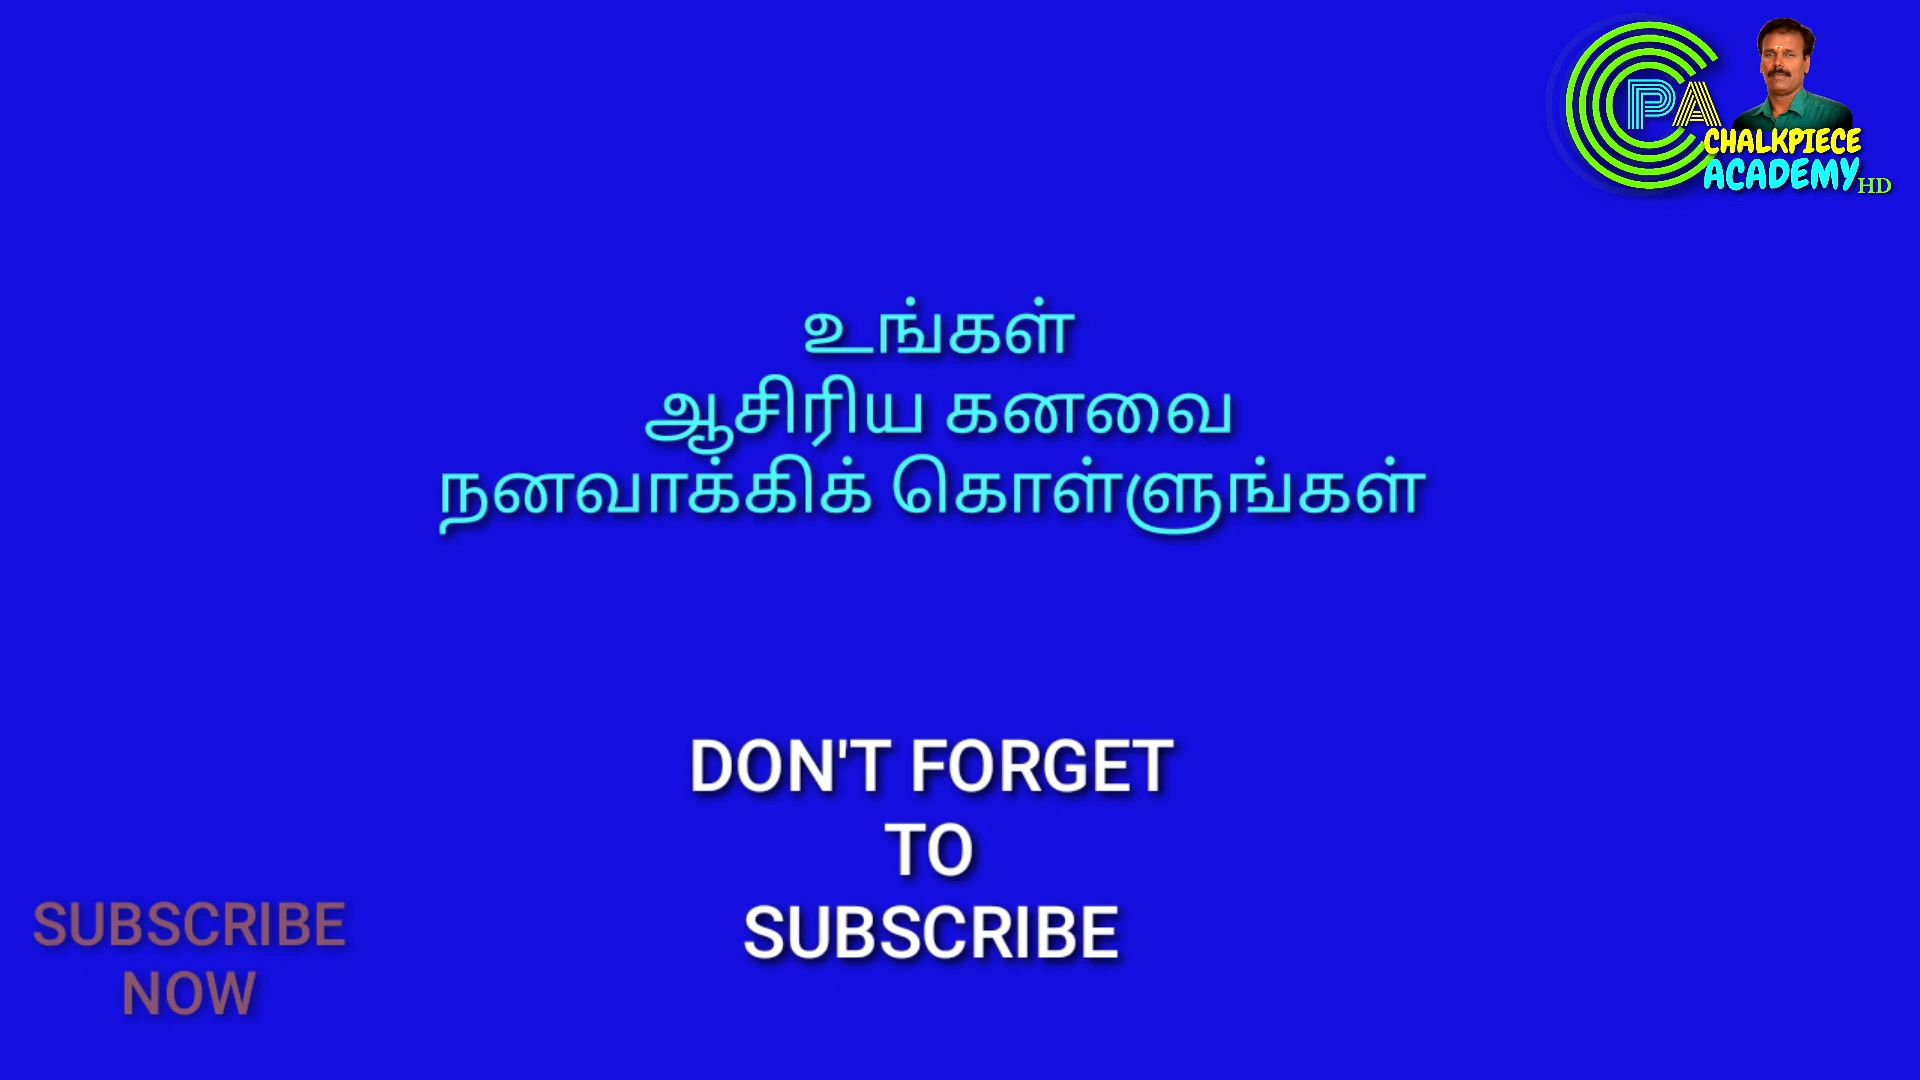 CPA
CHALKPIECE
ACADEMY HD
உங்கள்
ஆசிரிய கனவை
நனவாக்கிக் கொள்ளுங்கள்
DON'T FORGET
TO
SUBSCRIBE
SUBSCRIBE
NOW